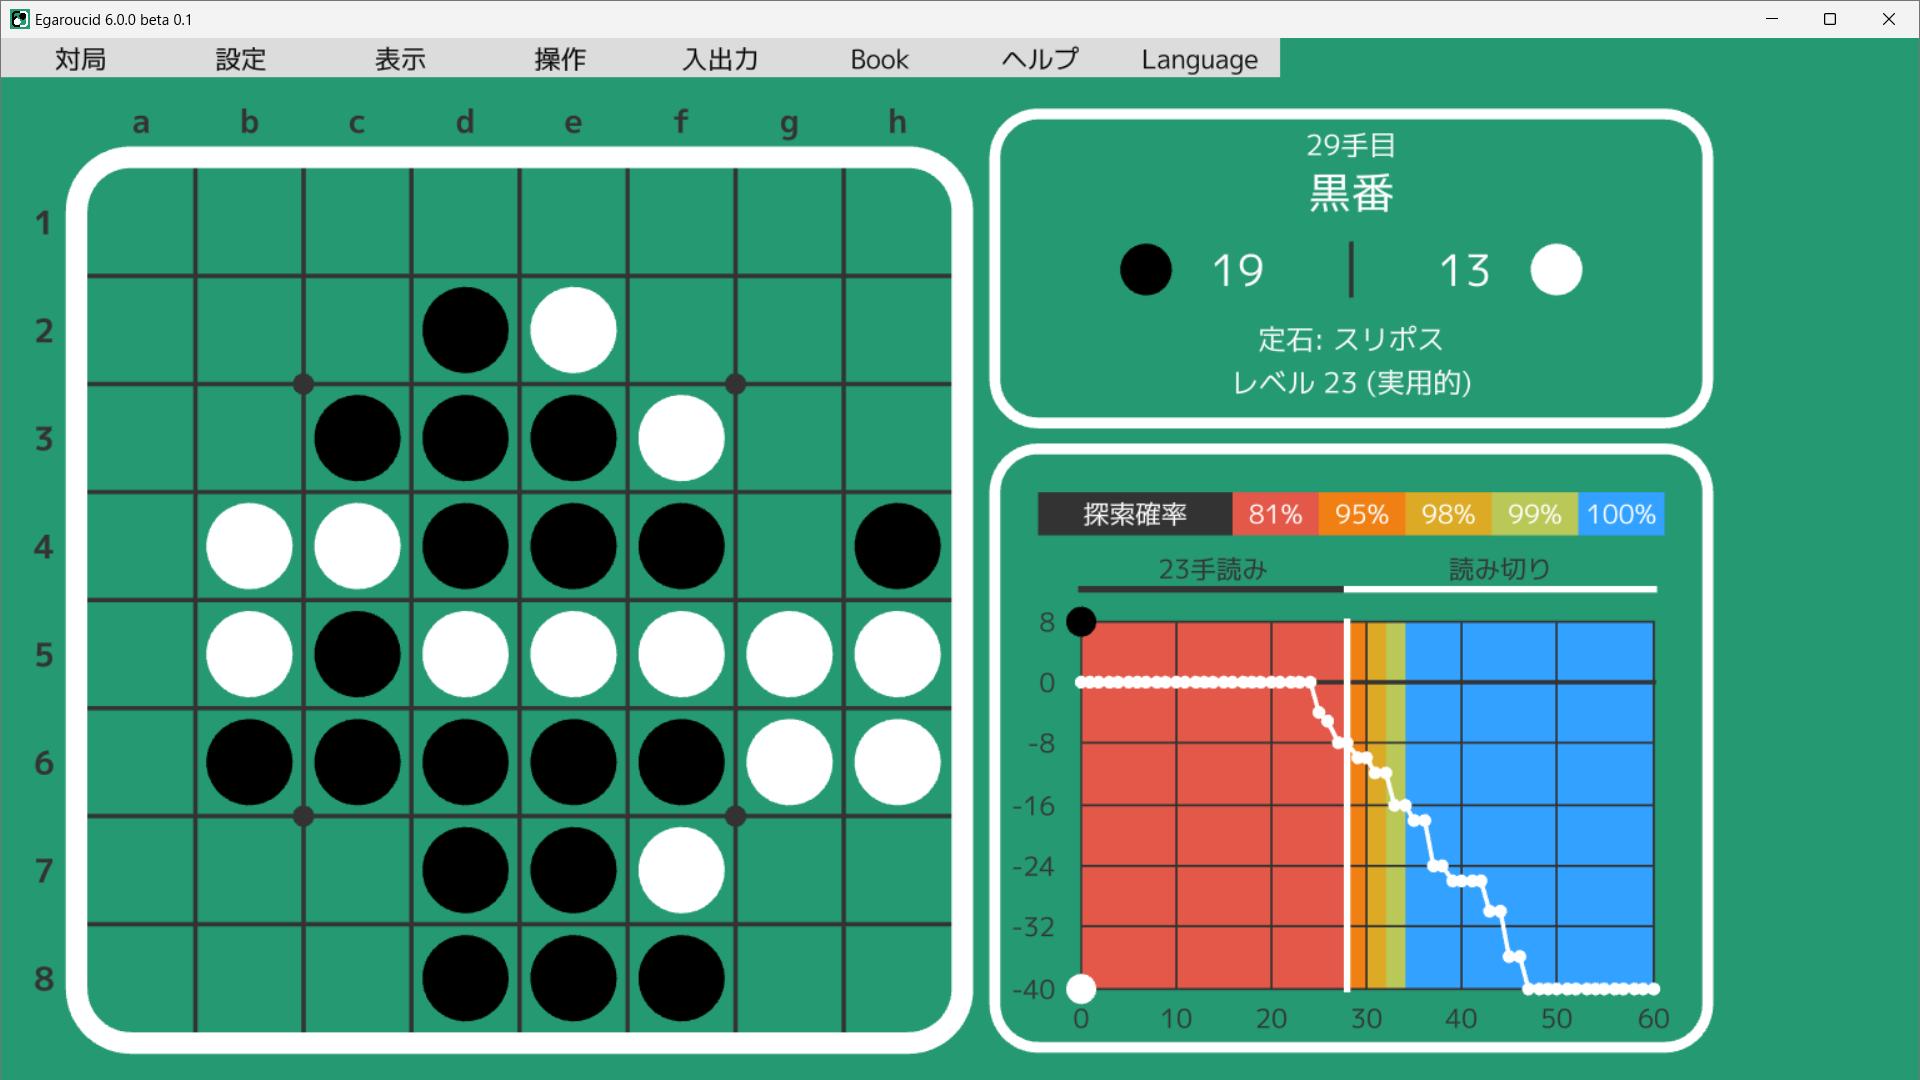 Egaroucid 6.0.0 beta 0.1
対局 設定 表示 操作 入出力 Book ヘルプ Language
a b c d e f g h
1
2
3
4
5
6
7
8
29手目
黒番
19 13
定石: スリポス
レベル 23 (実用的)
探索確率 81% 95% 98% 99% 100%
23手読み 読み切り
8
0
-8
-16
-24
-32
-40
0 10 20 30 40 50 60